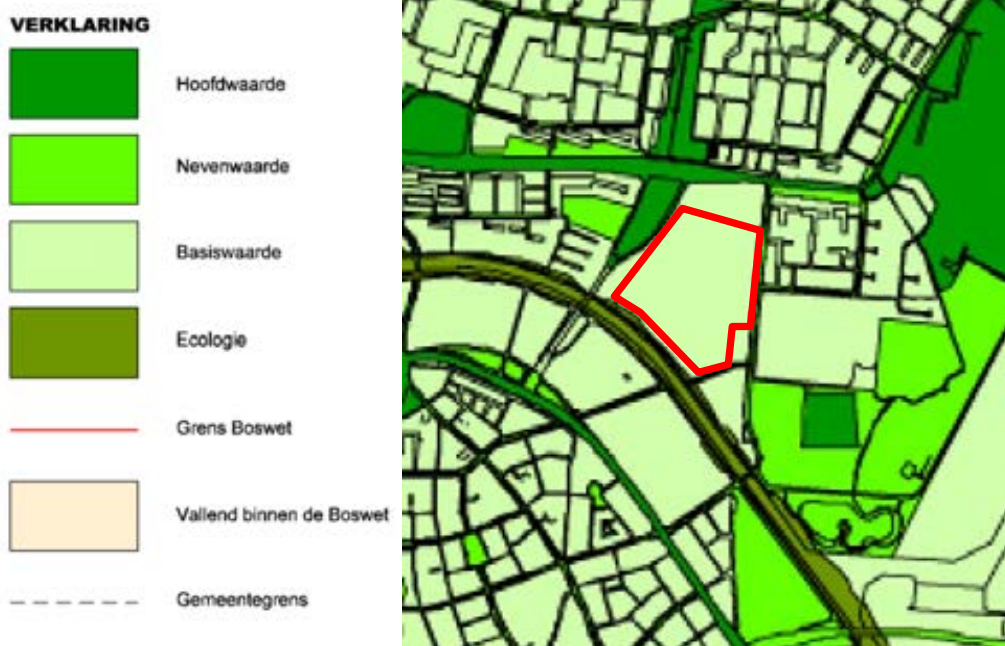 VERKLARING
Hoofdwaarde
Nevenwaarde
Basiswaarde
Ecologie
Grens Boswet
Vallend binnen de Boswet
Gemeentegrens